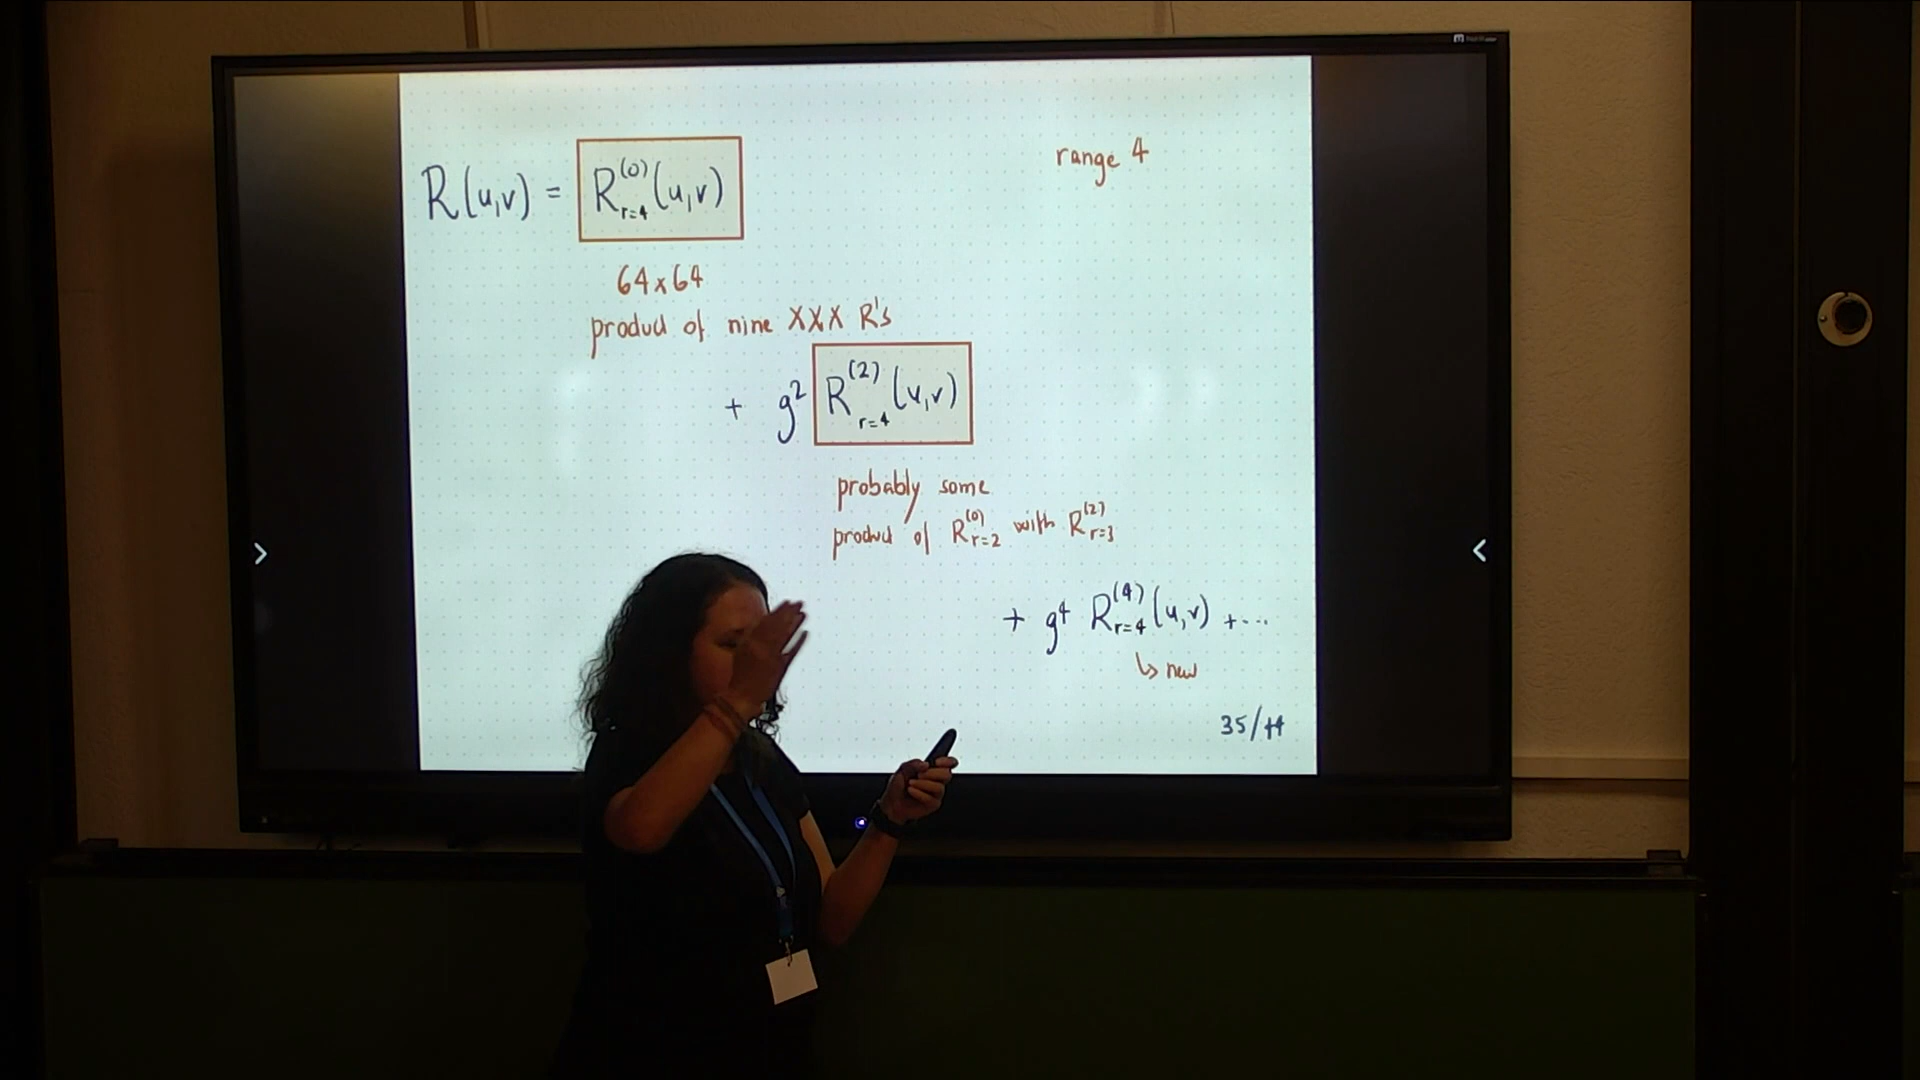 range 4
R(u,v) = R^{(0)}_{r=4}(u,v)
64x64
product of nine XXX R's
+ g^2 R^{(2)}_{r=4}(u,v)
probably some
product of R^{(0)}_{r=2} with R^{(2)}_{r=3}
+ g^4 R^{(4)}_{r=4}(u,v) + ...
↳ new
35/44